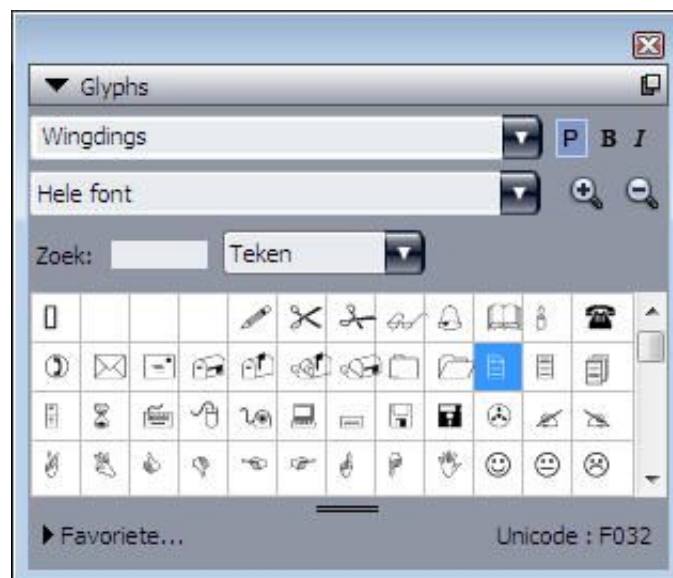 Glyphs
Wingdings P B I
Hele font
Zoek: Teken
Favoriete... Unicode : F032